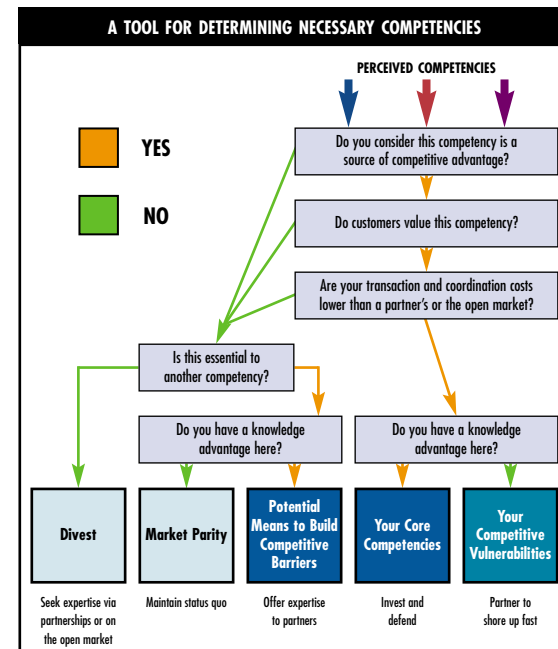 A TOOL FOR DETERMINING NECESSARY COMPETENCIES
PERCEIVED COMPETENCIES
YES
NO
Do you consider this competency is a
source of competitive advantage?
Do customers value this competency?
Are your transaction and coordination costs
lower than a partner's or the open market?
Is this essential to
another competency?
Do you have a knowledge
advantage here?
Do you have a knowledge
advantage here?
Divest
Market Parity
Potential
Means to Build
Competitive
Barriers
Your Core
Competencies
Your
Competitive
Vulnerabilities
Seek expertise via
partnerships or on
the open market
Maintain status quo
Offer expertise
to partners
Invest and
defend
Partner to
shore up fast